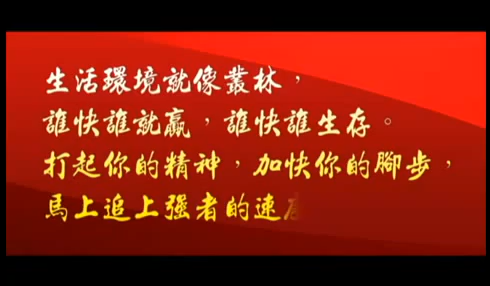 生活環境就像叢林，
誰快誰就贏，誰快誰生存。
打起你的精神，加快你的腳步，
馬上追上強者的速度